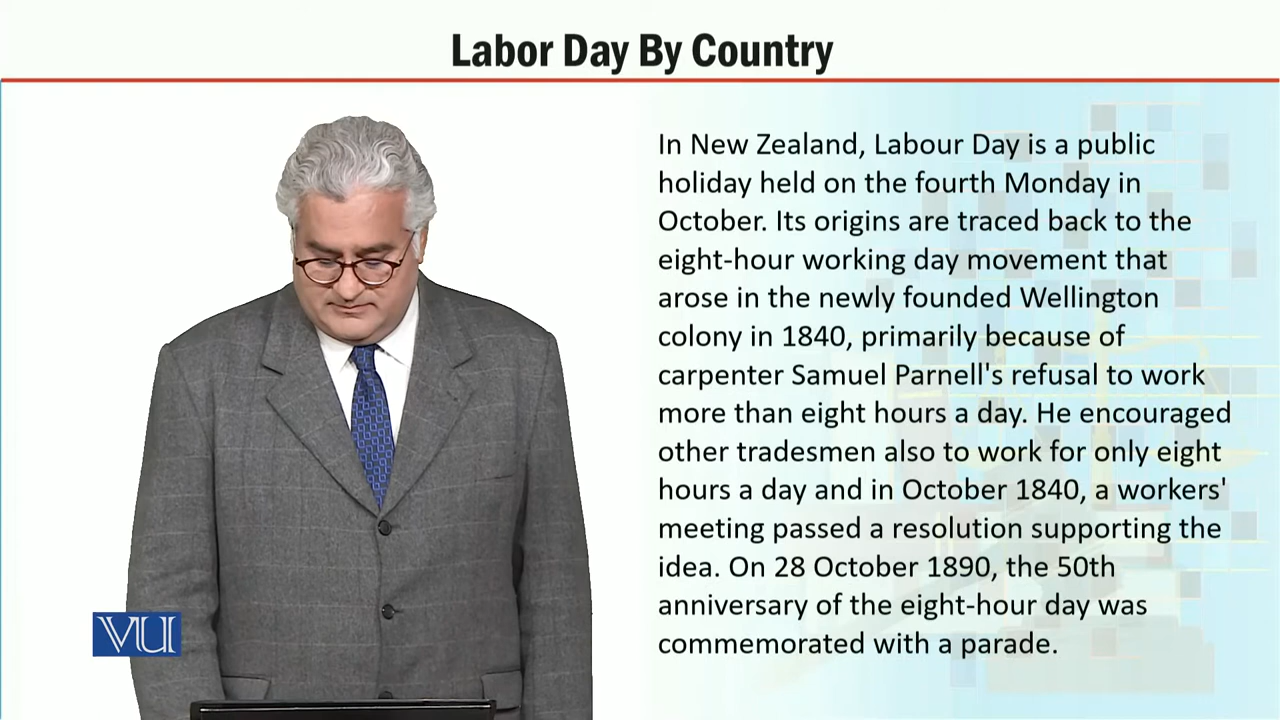 Labor Day By Country
In New Zealand, Labour Day is a public
holiday held on the fourth Monday in
October. Its origins are traced back to the
eight-hour working day movement that
arose in the newly founded Wellington
colony in 1840, primarily because of
carpenter Samuel Parnell's refusal to work
more than eight hours a day. He encouraged
other tradesmen also to work for only eight
hours a day and in October 1840, a workers'
meeting passed a resolution supporting the
idea. On 28 October 1890, the 50th
anniversary of the eight-hour day was
commemorated with a parade.
VU